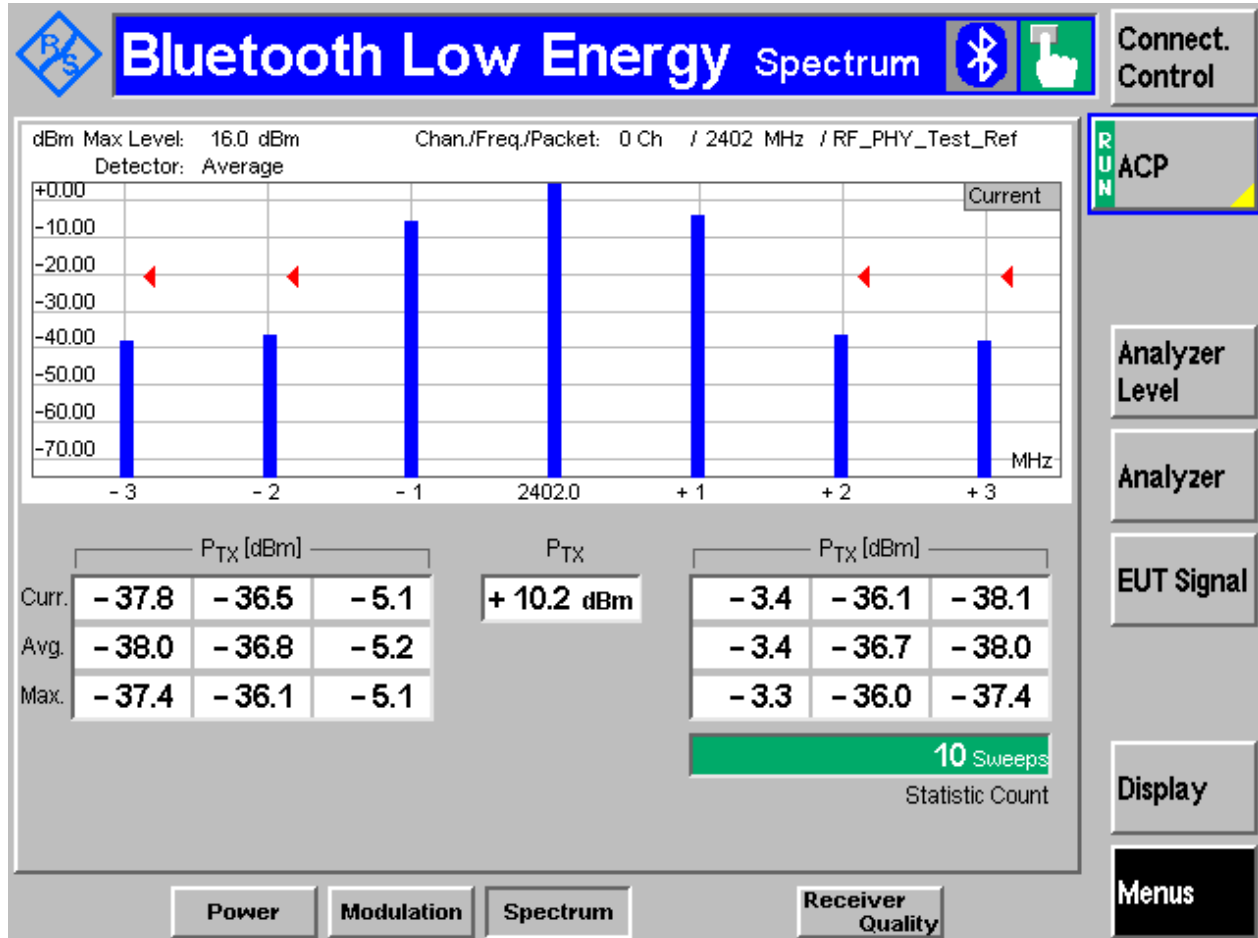 R/S
Bluetooth Low Energy Spectrum
Connect.
Control
dBm Max Level: 16.0 dBm Chan./Freq./Packet: 0 Ch / 2402 MHz / RF_PHY_Test_Ref
Detector: Average
RUN
ACP
+0.00
Current
-10.00
-20.00
-30.00
-40.00
-50.00
-60.00
-70.00
MHz
- 3 - 2 - 1 2402.0 + 1 + 2 + 3
Analyzer
Level
Analyzer
EUT Signal
Display
Menus
PTX [dBm] PTX PTX [dBm]
Curr. - 37.8 - 36.5 - 5.1 + 10.2 dBm - 3.4 - 36.1 - 38.1
Avg. - 38.0 - 36.8 - 5.2 - 3.4 - 36.7 - 38.0
Max. - 37.4 - 36.1 - 5.1 - 3.3 - 36.0 - 37.4
10 Sweeps
Statistic Count
Power Modulation Spectrum Receiver
Quality